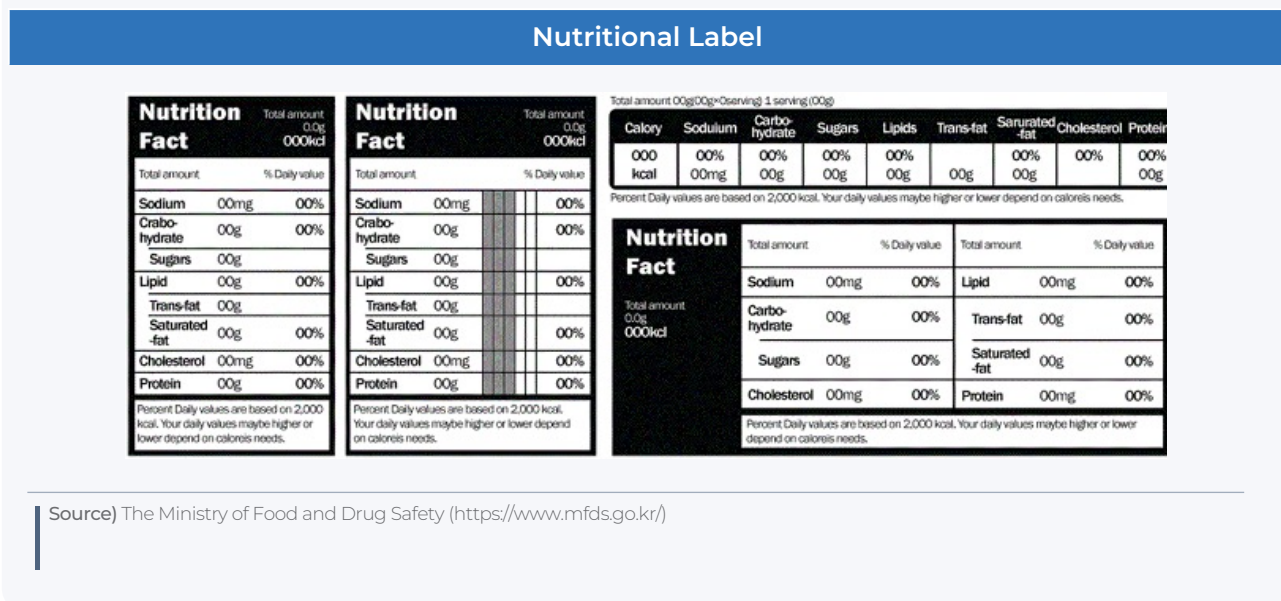 Nutritional Label
Nutrition Fact
Total amount
0.0g
000kcl
Total amount % Daily value
Sodium 00mg 00%
Crabo-
hydrate 00g 00%
Sugars 00g
Lipid 00g 00%
Trans-fat 00g
Saturated
-fat 00g 00%
Cholesterol 00mg 00%
Protein 00g 00%
Percent Daily values are based on 2,000
kcal. Your daily values maybe higher or
lower depend on caloreis needs.
Nutrition Fact
Total amount
0.0g
000kcl
Total amount % Daily value
Sodium 00mg 00%
Crabo-
hydrate 00g 00%
Sugars 00g
Lipid 00g 00%
Trans-fat 00g
Saturated
-fat 00g 00%
Cholesterol 00mg 00%
Protein 00g 00%
Percent Daily values are based on 2,000 kcal.
Your daily values maybe higher or lower depend
on caloreis needs.
Total amount 00g(00g×0serving) 1 serving (00g)
Calory Soduium Carbo-
hydrate Sugars Lipids Trans-fat Sarurated
-fat Cholesterol Protein
000 00% 00% 00% 00% 00% 00% 00%
kcal 00mg 00g 00g 00g 00g 00g 00g
Percent Daily values are based on 2,000 kcal. Your daily values maybe higher or lower depend on caloreis needs.
Nutrition
Fact
Total amount
0.0g
000kcl
Total amount % Daily value Total amount % Daily value
Sodium 00mg 00% Lipid 00mg 00%
Carbo-
hydrate 00g 00% Trans-fat 00g 00%
Sugars 00g 00% Saturated
-fat 00g 00%
Cholesterol 00mg 00% Protein 00mg 00%
Percent Daily values are based on 2,000 kcal. Your daily values maybe higher or lower
depend on caloreis needs.
Source) The Ministry of Food and Drug Safety (https://www.mfds.go.kr/)